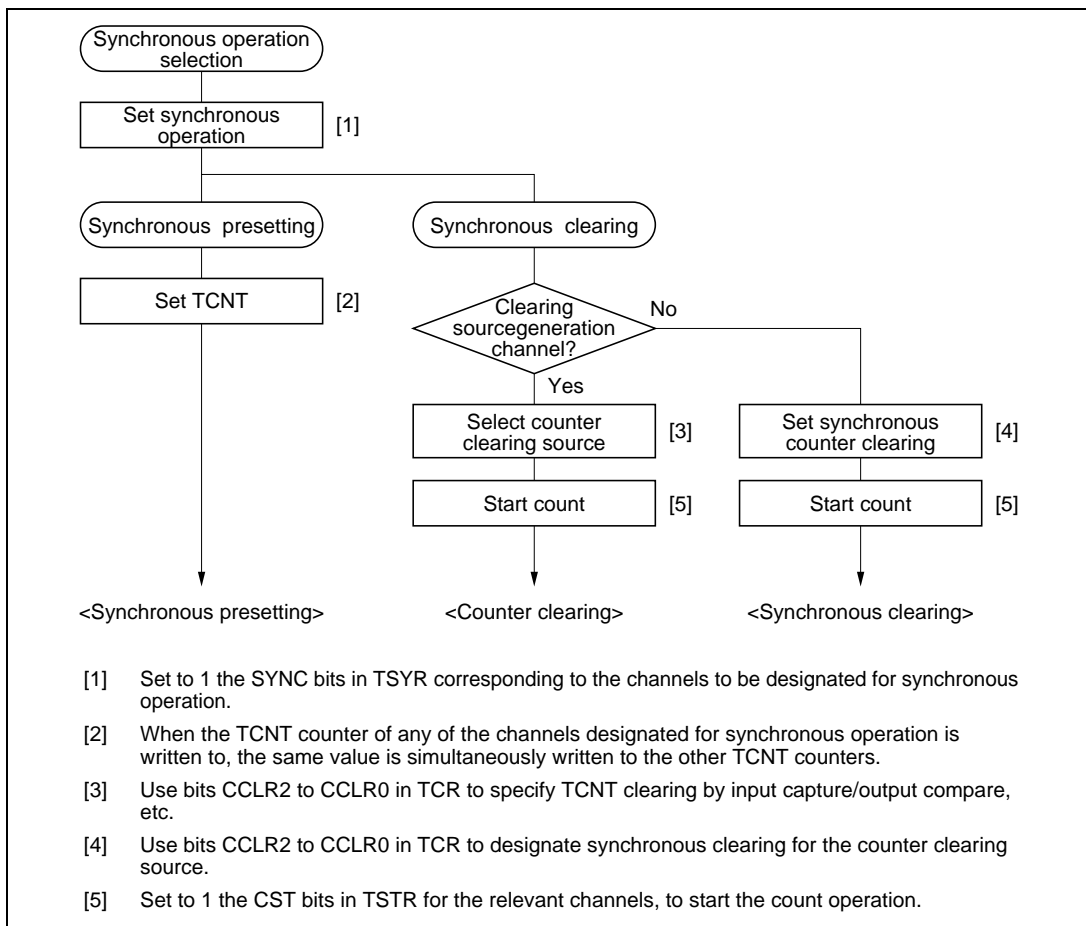 Synchronous operation
selection
Set synchronous
operation
[1]
Synchronous presetting
Synchronous clearing
Set TCNT
[2]
Clearing
sourcegeneration
channel?
No
Yes
Select counter
clearing source
[3]
Set synchronous
counter clearing
[4]
Start count
[5]
Start count
[5]
<Synchronous presetting>
<Counter clearing>
<Synchronous clearing>
[1] Set to 1 the SYNC bits in TSYR corresponding to the channels to be designated for synchronous
operation.
[2] When the TCNT counter of any of the channels designated for synchronous operation is
written to, the same value is simultaneously written to the other TCNT counters.
[3] Use bits CCLR2 to CCLR0 in TCR to specify TCNT clearing by input capture/output compare,
etc.
[4] Use bits CCLR2 to CCLR0 in TCR to designate synchronous clearing for the counter clearing
source.
[5] Set to 1 the CST bits in TSTR for the relevant channels, to start the count operation.